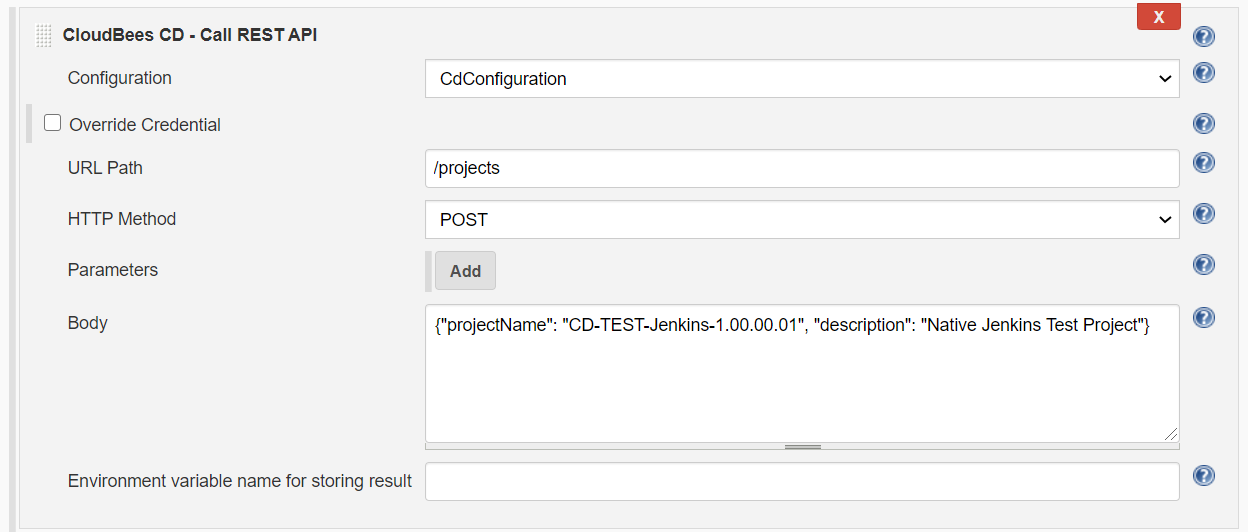 CloudBees CD - Call REST API
X
?
Configuration
CdConfiguration
?
Override Credential
?
URL Path
/projects
?
HTTP Method
POST
?
Parameters
Add
?
Body
{"projectName": "CD-TEST-Jenkins-1.00.00.01", "description": "Native Jenkins Test Project"}
?
Environment variable name for storing result
?